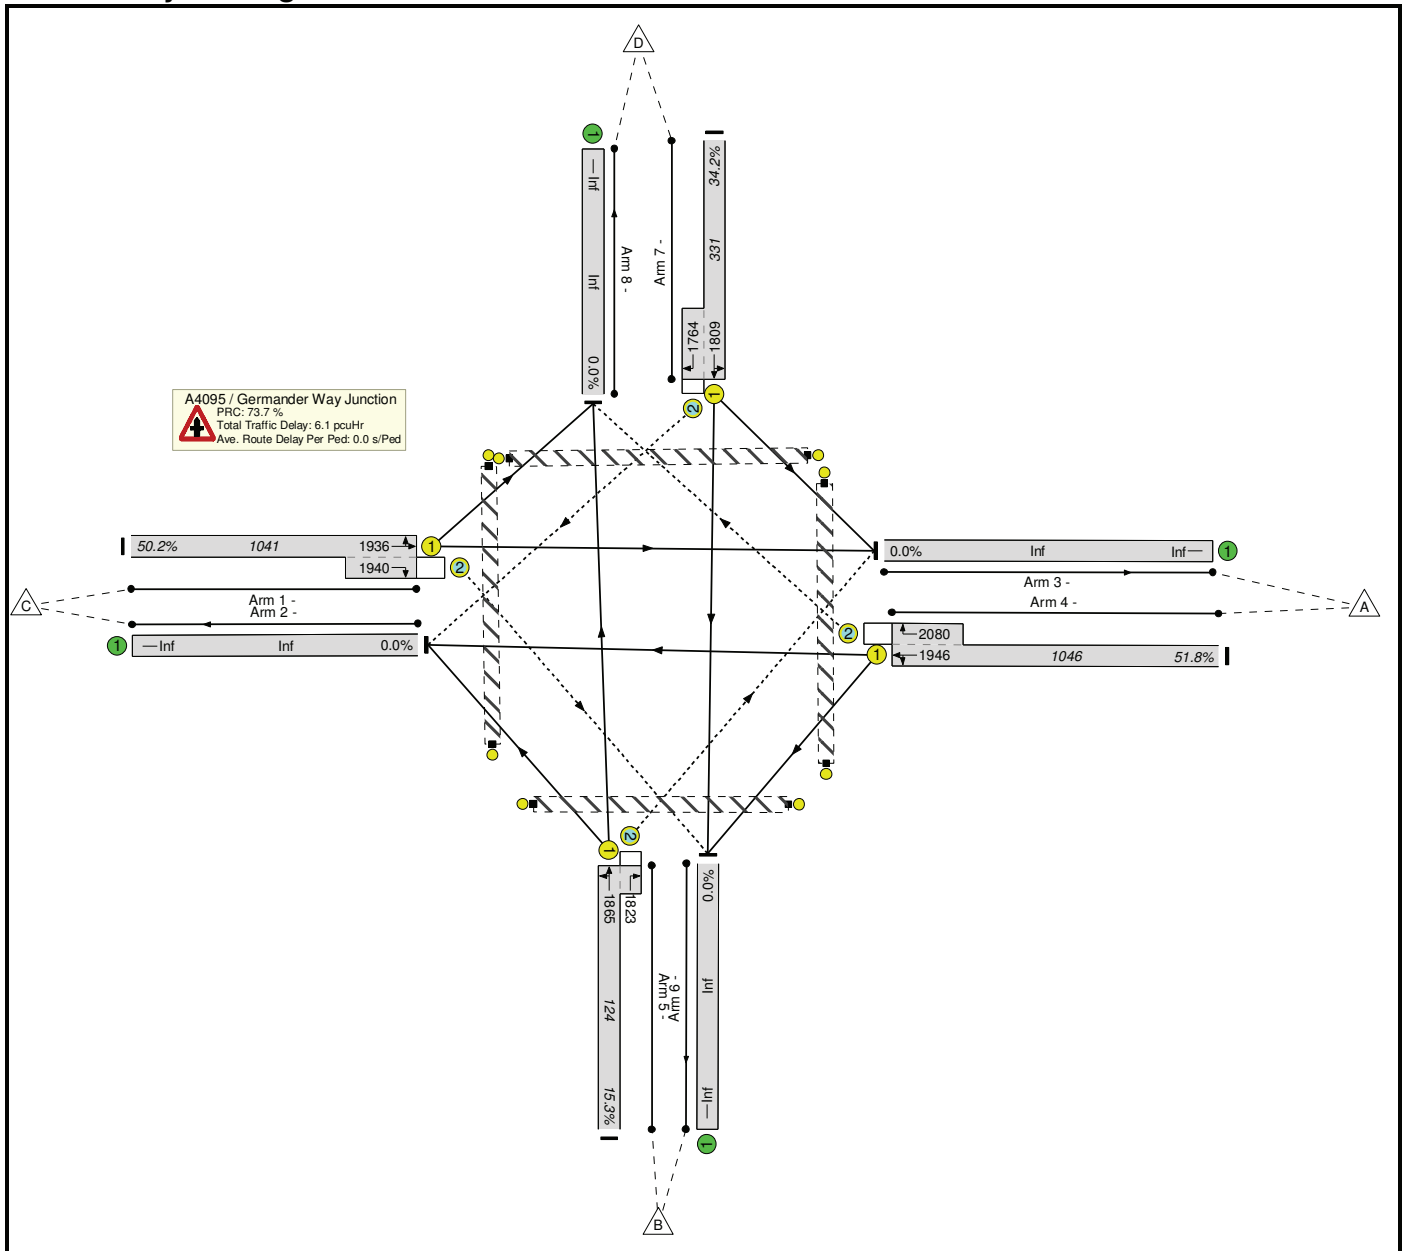 D
1
Inf
Inf
0.0%
Arm 8 -
Arm 7 -
34.2%
331
1764
1809
2
1
A4095 / Germander Way Junction
PRC: 73.7 %
Total Traffic Delay: 6.1 pcuHr
Ave. Route Delay Per Ped: 0.0 s/Ped
50.2% 1041 1936 1
1940 2
C
Arm 1 -
Arm 2 -
1 Inf Inf 0.0%
0.0% Inf Inf 1
Arm 3 -
Arm 4 -
A
2 2080
1 1946 1046 51.8%
1
2
1865
1823
124
15.3%
Arm 5 -
Arm 6 -
0.0%
Inf
Inf
1
B